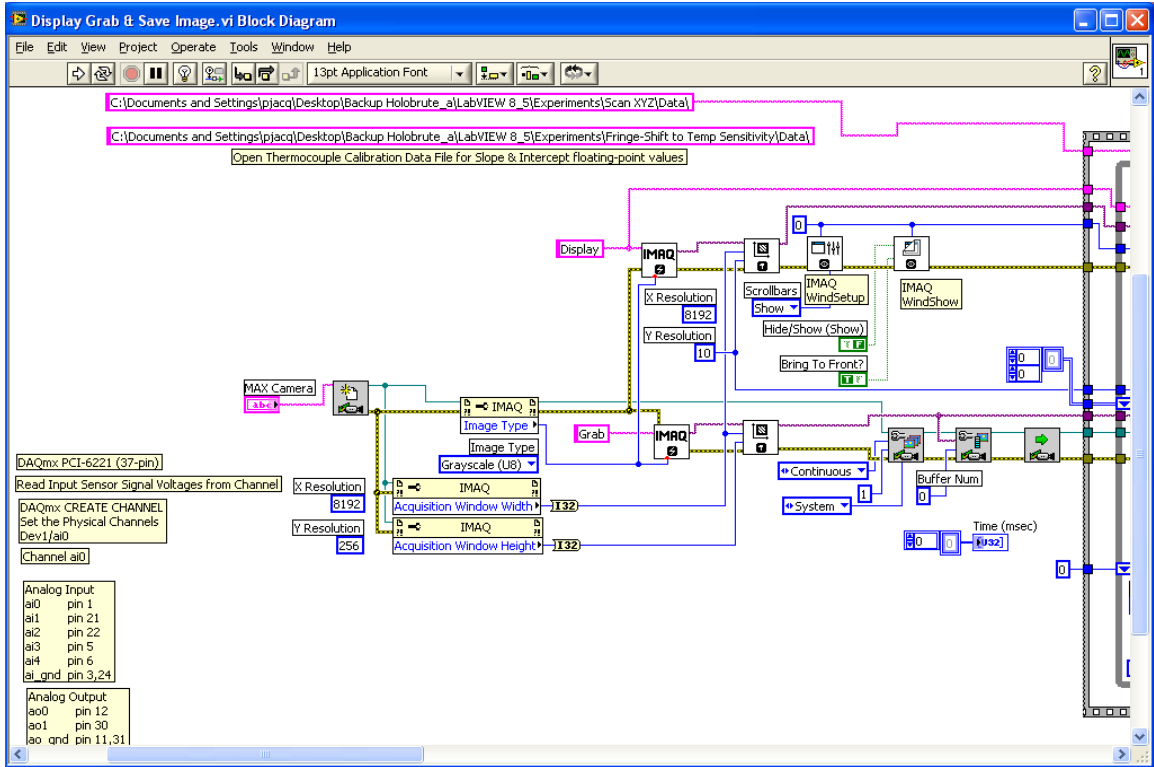 Display Grab & Save Image.vi Block Diagram
File Edit View Project Operate Tools Window Help
13pt Application Font
?
1
C:\Documents and Settings\pjacq\Desktop\Backup Holobrute_a\LabVIEW 8_5\Experiments\Scan XYZ\Data\
C:\Documents and Settings\pjacq\Desktop\Backup Holobrute_a\LabVIEW 8_5\Experiments\Fringe-Shift to Temp Sensitivity\Data\
Open Thermocouple Calibration Data File for Slope & Intercept floating-point values
0
Display
IMAQ
X Resolution
8192
Y Resolution
10
Scrollbars
Show
IMAQ
WindSetup
IMAQ
WindShow
Hide/Show (Show)
T F
Bring To Front?
T F
0
0
0
MAX Camera
abc
IMAQ
Image Type
Image Type
Grayscale (U8)
Grab
IMAQ
Continuous
1
System
Buffer Num
0
Time (msec)
0
0
U32
0
DAQmx PCI-6221 (37-pin)
Read Input Sensor Signal Voltages from Channel
DAQmx CREATE CHANNEL
Set the Physical Channels
Dev1/ai0
Channel ai0
X Resolution
8192
IMAQ
Acquisition Window Width
I32
Y Resolution
256
IMAQ
Acquisition Window Height
I32
Analog Input
ai0 pin 1
ai1 pin 21
ai2 pin 22
ai3 pin 5
ai4 pin 6
ai_gnd pin 3,24
Analog Output
ao0 pin 12
ao1 pin 30
ao_gnd pin 11,31